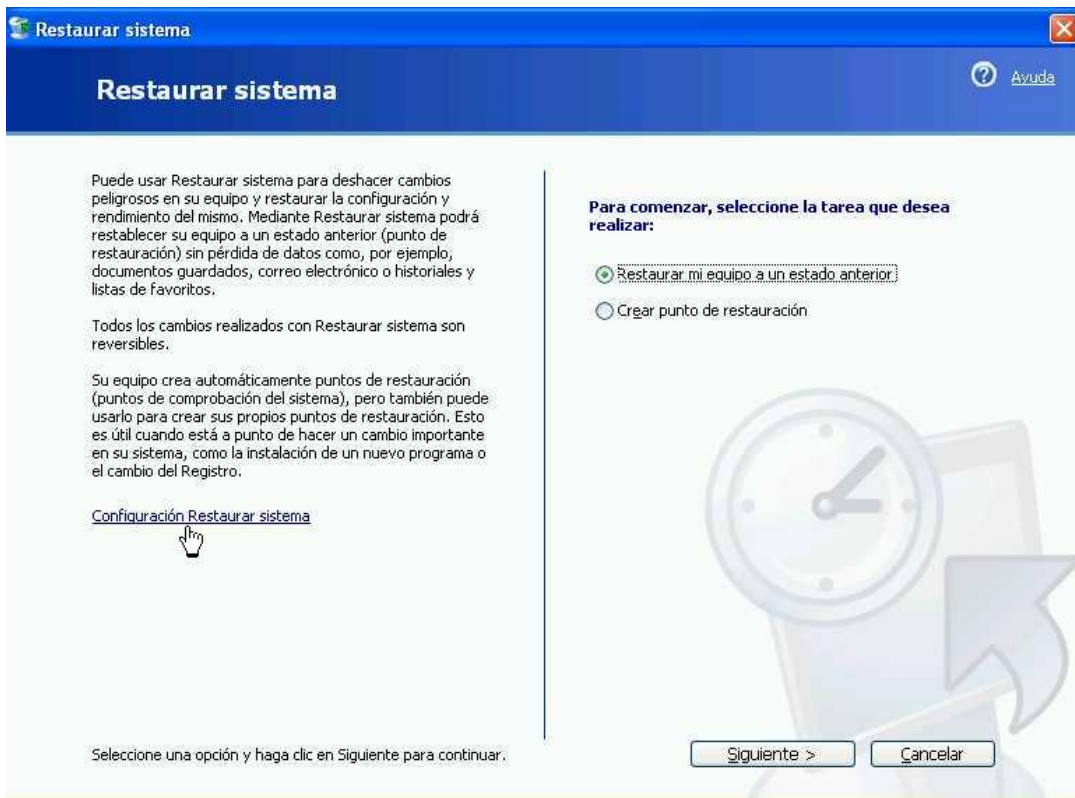 Restaurar sistema
Restaurar sistema
Ayuda
Puede usar Restaurar sistema para deshacer cambios
peligrosos en su equipo y restaurar la configuración y
rendimiento del mismo. Mediante Restaurar sistema podrá
restablecer su equipo a un estado anterior (punto de
restauración) sin pérdida de datos como, por ejemplo,
documentos guardados, correo electrónico o historiales y
listas de favoritos.
Todos los cambios realizados con Restaurar sistema son
reversibles.
Su equipo crea automáticamente puntos de restauración
(puntos de comprobación del sistema), pero también puede
usarlo para crear sus propios puntos de restauración. Esto
es útil cuando está a punto de hacer un cambio importante
en su sistema, como la instalación de un nuevo programa o
el cambio del Registro.
Configuración Restaurar sistema
Para comenzar, seleccione la tarea que desea
realizar:
Restaurar mi equipo a un estado anterior
Crear punto de restauración
Seleccione una opción y haga clic en Siguiente para continuar.
Siguiente >
Cancelar